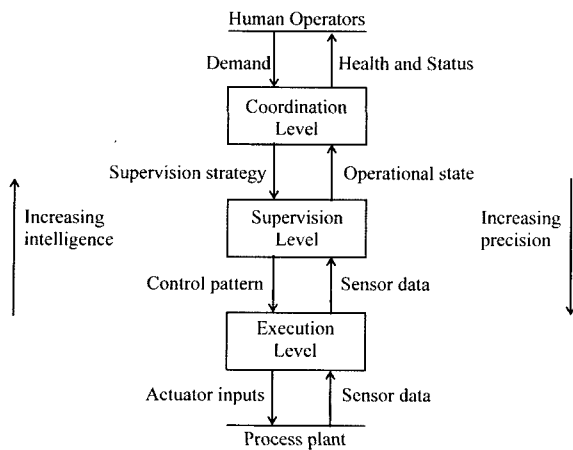 Human Operators
Demand
Health and Status
Coordination
Level
Supervision strategy
Operational state
Increasing
intelligence
Supervision
Level
Increasing
precision
Control pattern
Sensor data
Execution
Level
Actuator inputs
Sensor data
Process plant